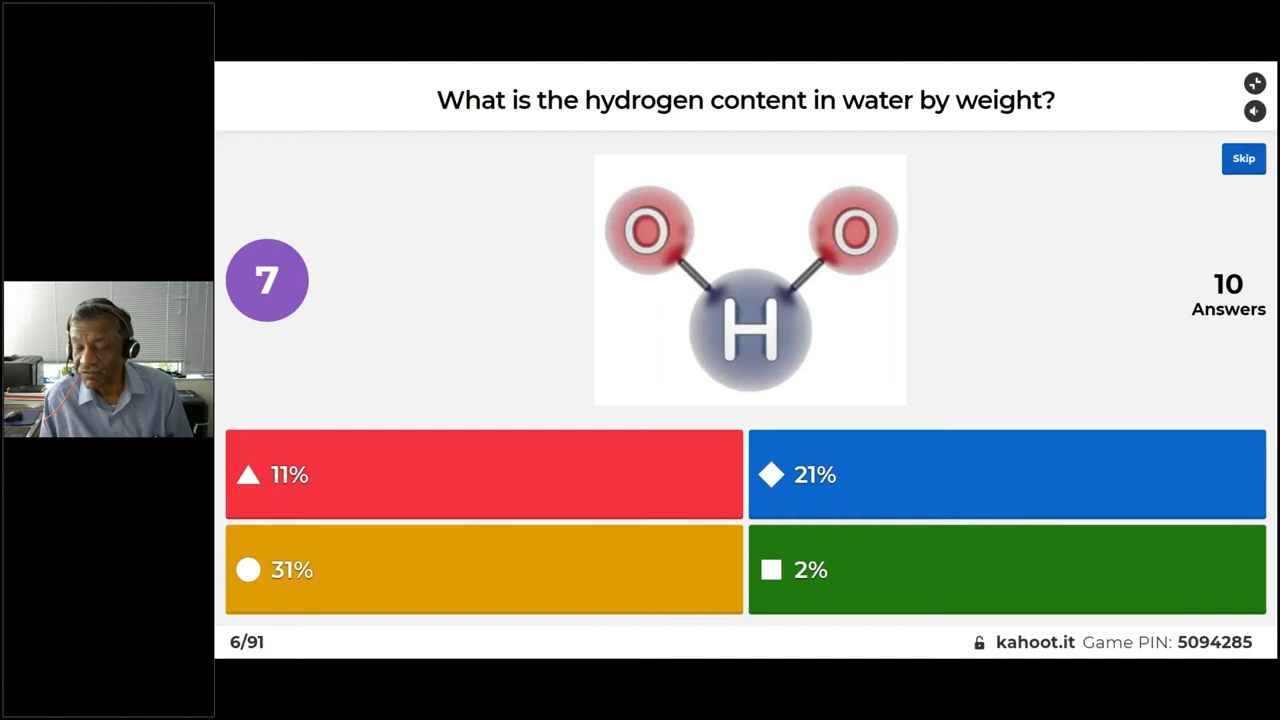 What is the hydrogen content in water by weight?
Skip
O
O
7
H
10
Answers
11%
21%
31%
2%
6/91
kahoot.it Game PIN: 5094285